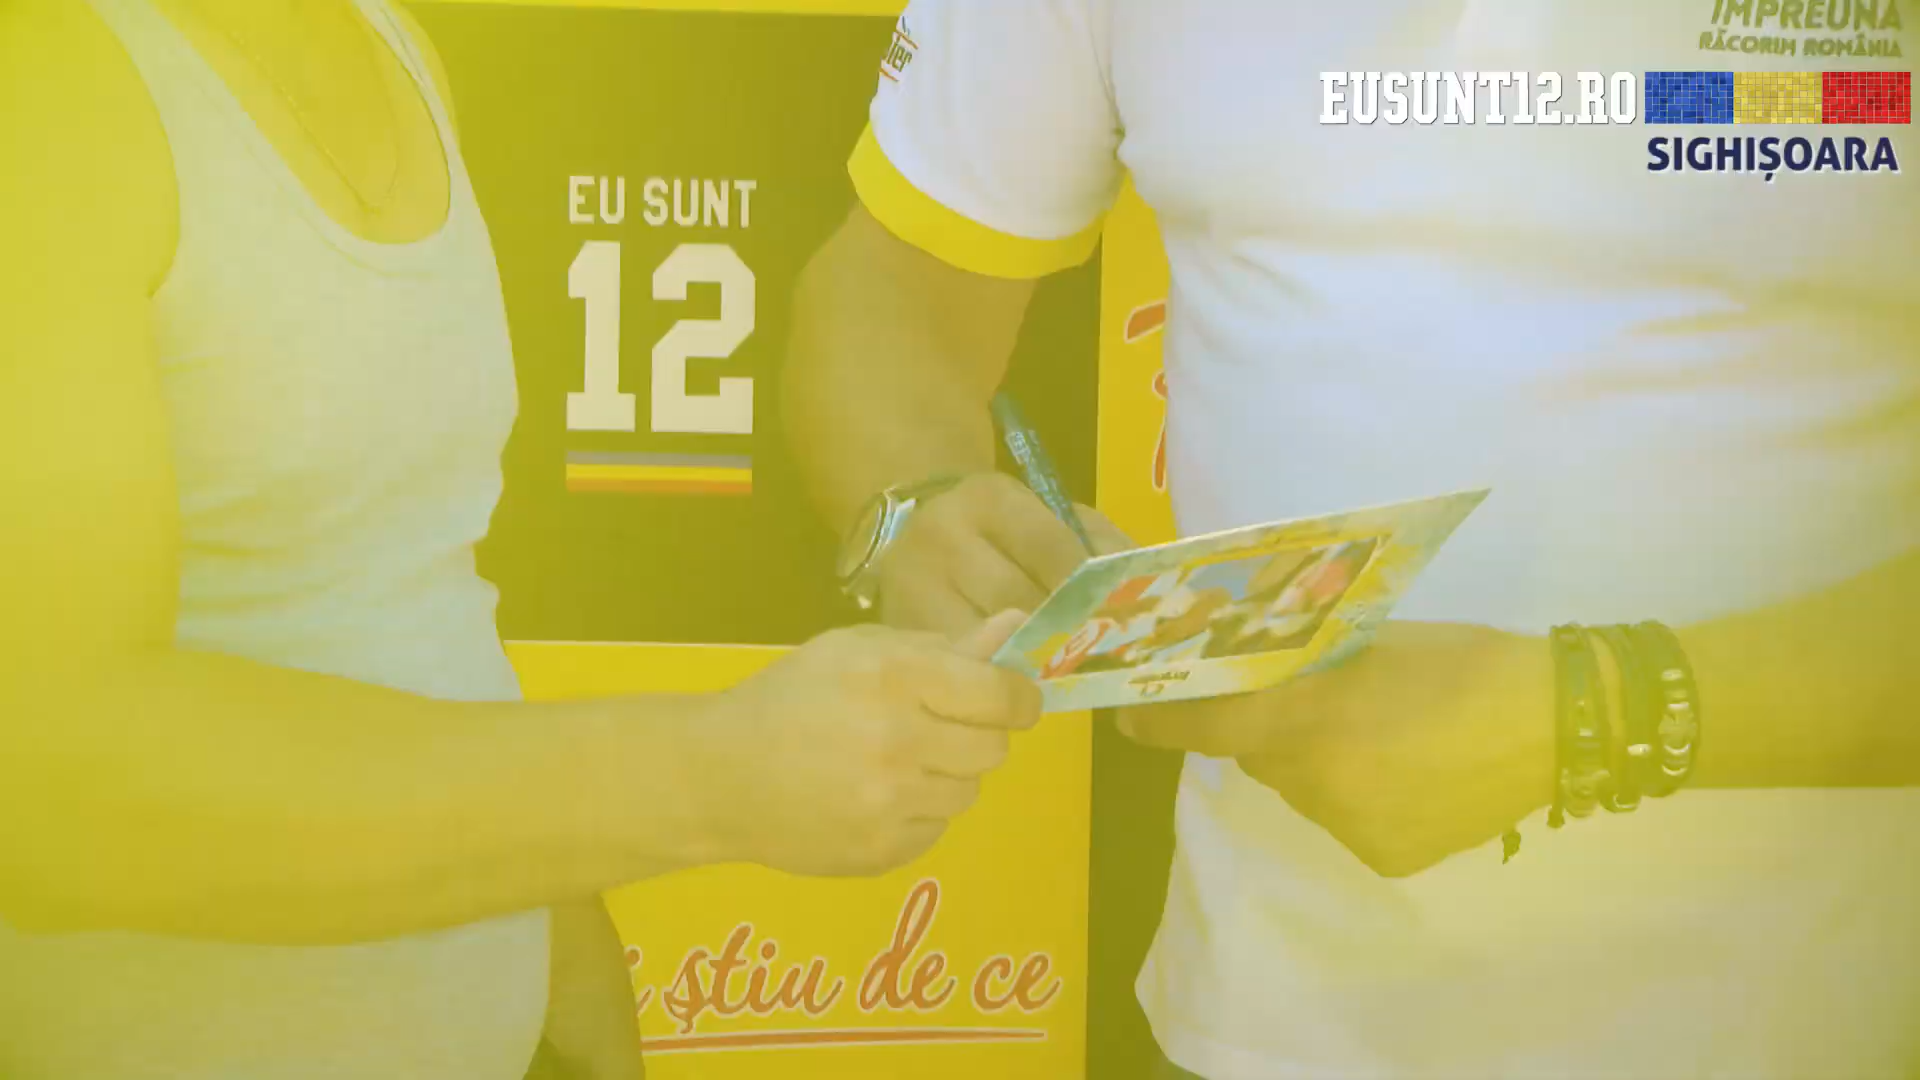 ÎMPREUNĂ
RĂCORIM ROMÂNIA
EUSUNT12.RO
SIGHIȘOARA
EU SUNT
12
știu de ce